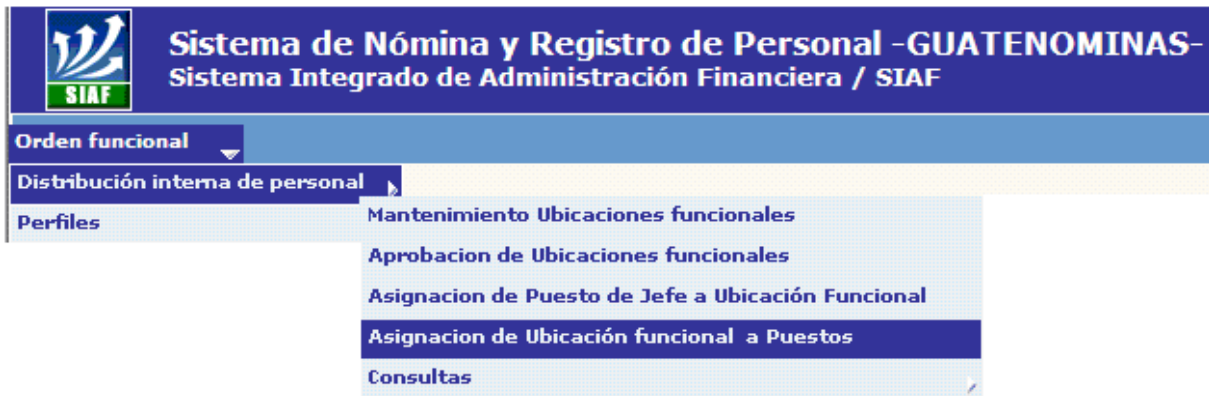 Sistema de Nómina y Registro de Personal -GUATENOMINAS-
SIAF
Sistema Integrado de Administración Financiera / SIAF
Orden funcional
Distribución interna de personal
Perfiles
Mantenimiento Ubicaciones funcionales
Aprobacion de Ubicaciones funcionales
Asignacion de Puesto de Jefe a Ubicación Funcional
Asignacion de Ubicación funcional a Puestos
Consultas